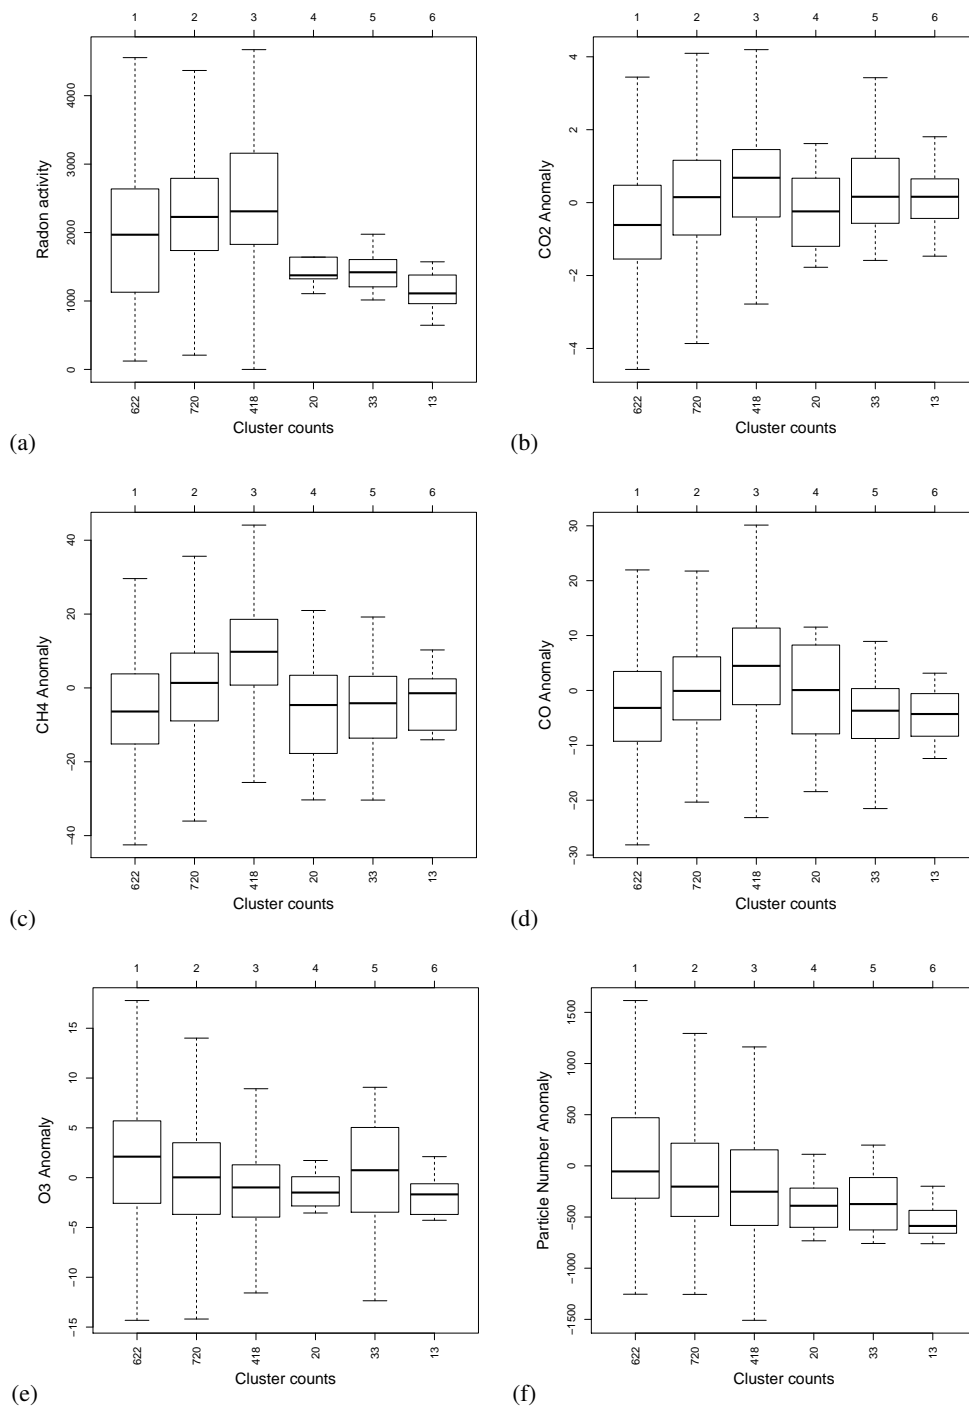 1 2 3 4 5 6
Radon activity
4000
3000
2000
1000
0
622 720 418 20 33 13
Cluster counts
(a)
1 2 3 4 5 6
CO2 Anomaly
4
2
0
−2
−4
622 720 418 20 33 13
Cluster counts
(b)
1 2 3 4 5 6
CH4 Anomaly
40
20
0
−20
−40
622 720 418 20 33 13
Cluster counts
(c)
1 2 3 4 5 6
CO Anomaly
30
20
10
0
−10
−20
−30
622 720 418 20 33 13
Cluster counts
(d)
1 2 3 4 5 6
O3 Anomaly
15
10
5
0
−5
−10
−15
622 720 418 20 33 13
Cluster counts
(e)
1 2 3 4 5 6
Particle Number Anomaly
1500
1000
500
0
−500
−1000
−1500
622 720 418 20 33 13
Cluster counts
(f)